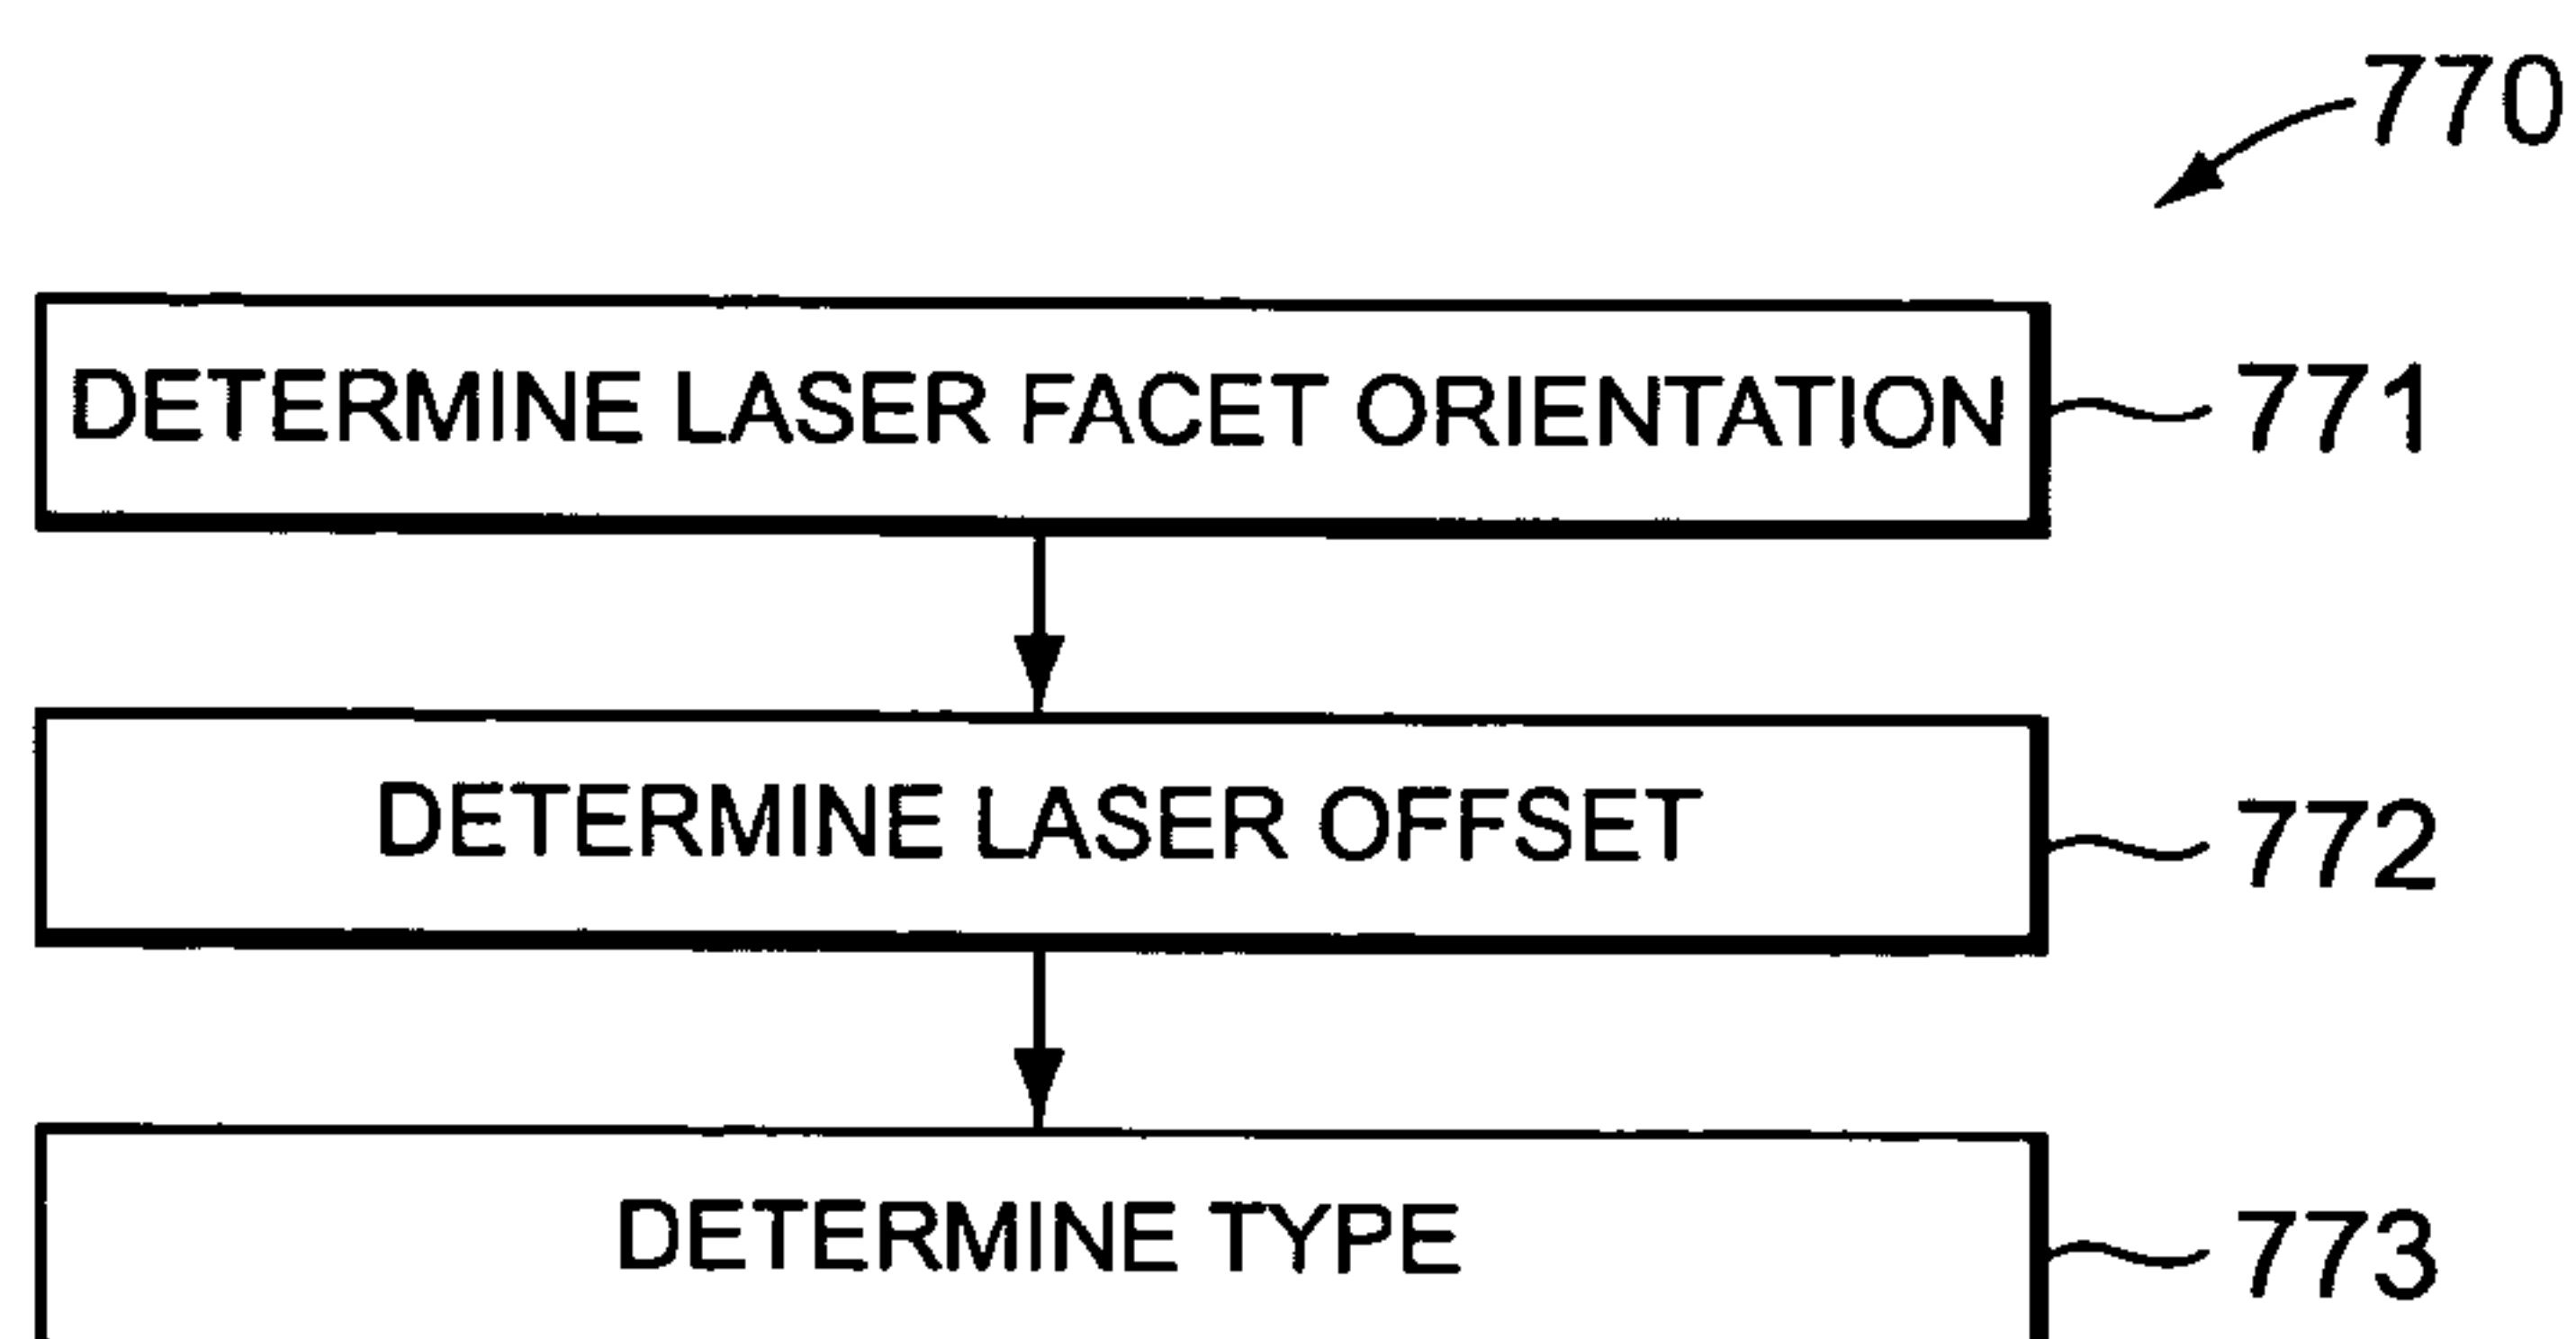 770
DETERMINE LASER FACET ORIENTATION 771
DETERMINE LASER OFFSET 772
DETERMINE TYPE 773